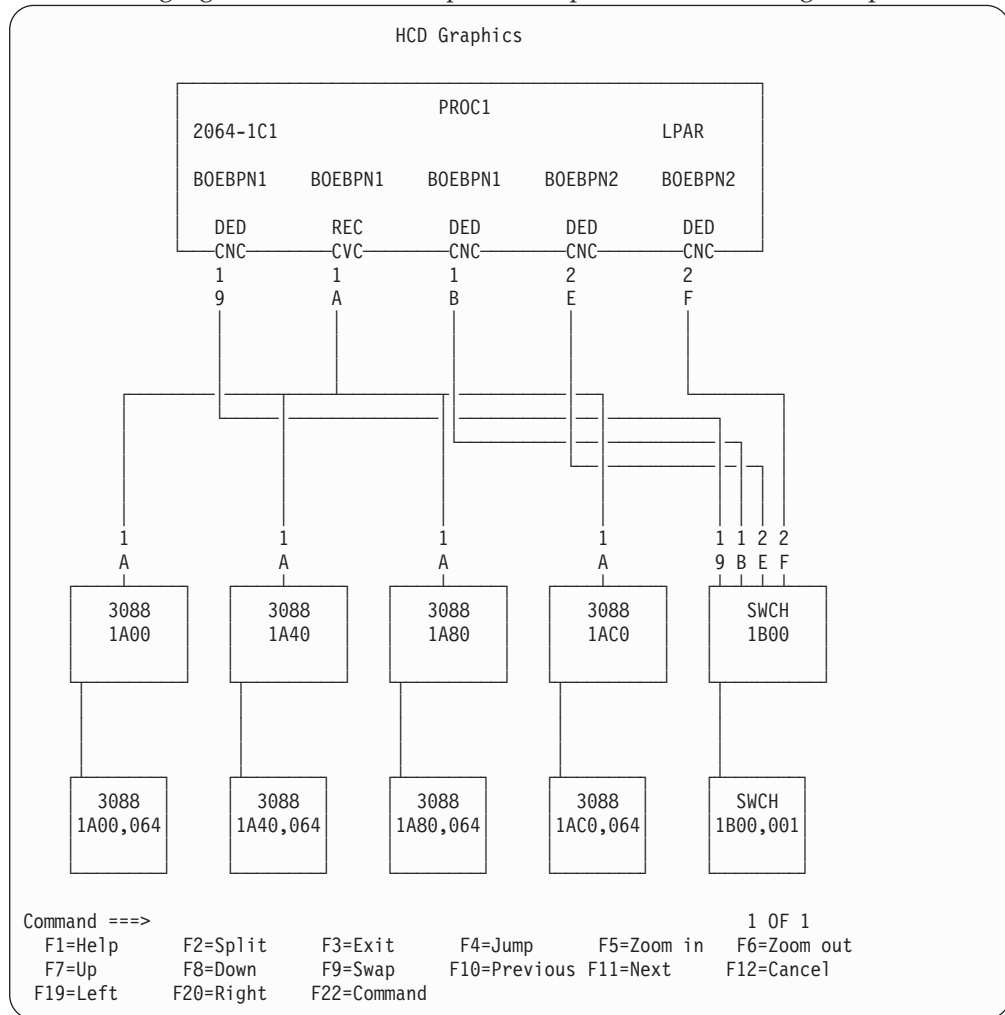 HCD Graphics
PROC1
2064-1C1 LPAR
BOEBPN1 BOEBPN1 BOEBPN1 BOEBPN2 BOEBPN2
DED REC DED DED DED
CNC CVC CNC CNC CNC
1 1 1 2 2
9 A B E F
1 1 1 1 1 1 2 2
A A A A 9 B E F
3088 3088 3088 3088 SWCH
1A00 1A40 1A80 1AC0 1B00
3088 3088 3088 3088 SWCH
1A00,064 1A40,064 1A80,064 1AC0,064 1B00,001
Command ===> 1 OF 1
F1=Help F2=Split F3=Exit F4=Jump F5=Zoom in F6=Zoom out
F7=Up F8=Down F9=Swap F10=Previous F11=Next F12=Cancel
F19=Left F20=Right F22=Command